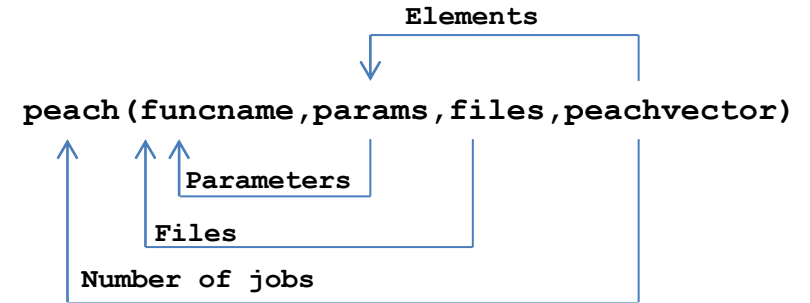 Elements
peach(funcname,params,files,peachvector)
Parameters
Files
Number of jobs